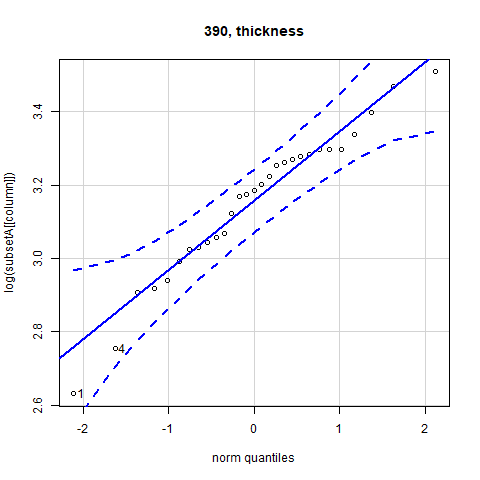 390, thickness
log(subsetA[[column]])
3.4
3.2
3.0
2.8
2.6
4
1
-2 -1 0 1 2
norm quantiles